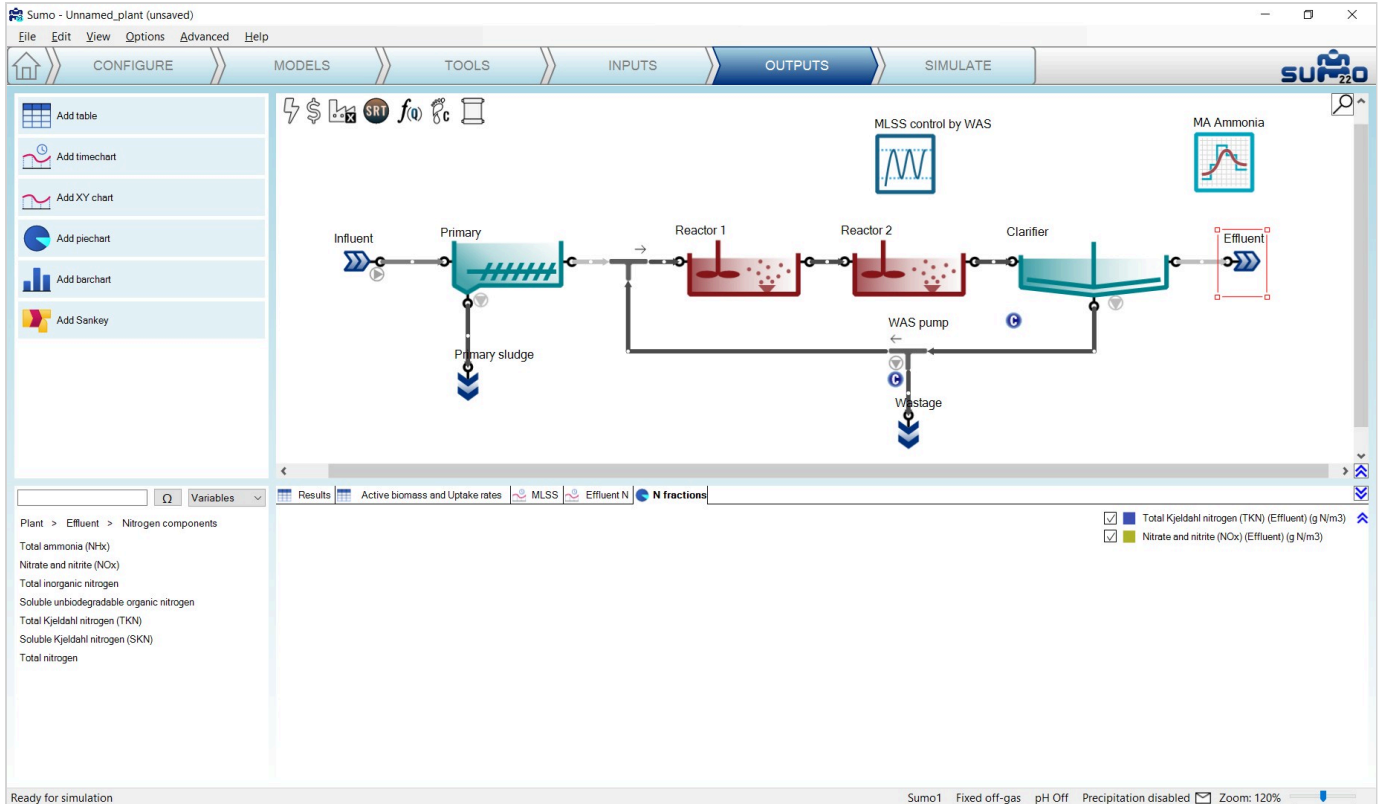 Sumo - Unnamed_plant (unsaved)
File Edit View Options Advanced Help
CONFIGURE MODELS TOOLS INPUTS OUTPUTS SIMULATE
SUMO 22
Add table
Add timechart
Add XY chart
Add piechart
Add barchart
Add Sankey
$ SRT f(Q) C
MLSS control by WAS
MA Ammonia
Influent
Primary
Reactor 1
Reactor 2
Clarifier
Effluent
WAS pump
C
Primary sludge
C
Wastage
Ω Variables
Results Active biomass and Uptake rates MLSS Effluent N N fractions
Plant > Effluent > Nitrogen components
Total ammonia (NHx)
Nitrate and nitrite (NOx)
Total inorganic nitrogen
Soluble unbiodegradable organic nitrogen
Total Kjeldahl nitrogen (TKN)
Soluble Kjeldahl nitrogen (SKN)
Total nitrogen
Total Kjeldahl nitrogen (TKN) (Effluent) (g N/m3)
Nitrate and nitrite (NOx) (Effluent) (g N/m3)
Ready for simulation
Sumo1 Fixed off-gas pH Off Precipitation disabled Zoom: 120%